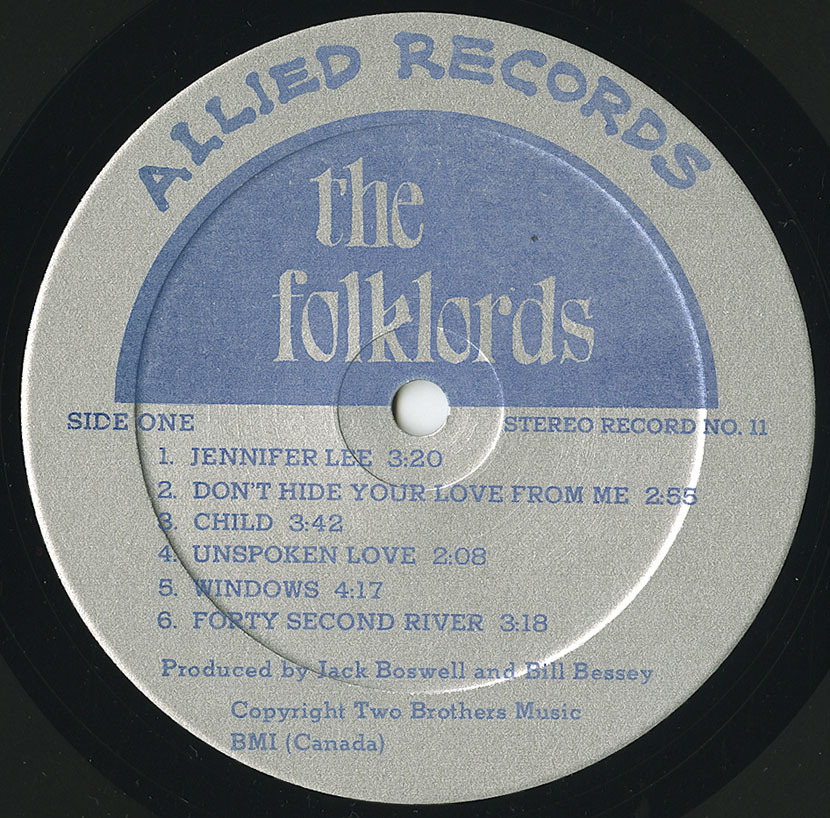 ALLIED RECORDS
the
folklords
SIDE ONE
STEREO RECORD NO. 11
1. JENNIFER LEE 3:20
2. DON'T HIDE YOUR LOVE FROM ME 2:55
3. CHILD 3:42
4. UNSPOKEN LOVE 2:08
5. WINDOWS 4:17
6. FORTY SECOND RIVER 3:18
Produced by Jack Boswell and Bill Bessey
Copyright Two Brothers Music
BMI (Canada)